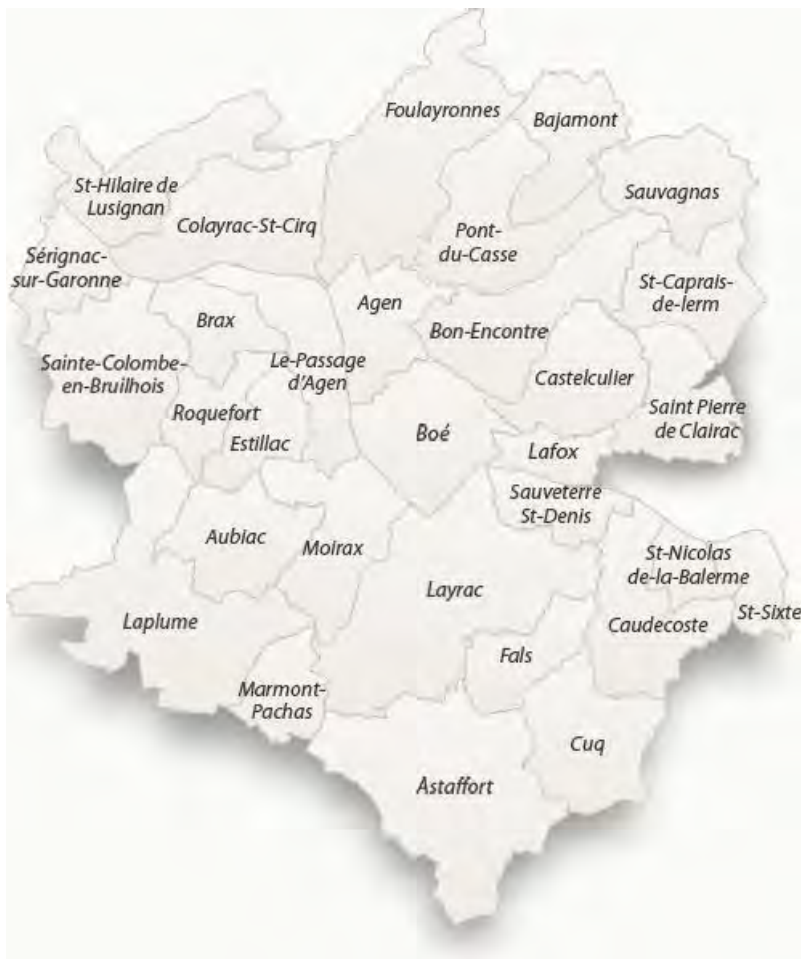 Foulayronnes
Bajamont
St-Hilaire de
Lusignan
Sauvagnas
Colayrac-St-Cirq
Pont-
du-Casse
Sérignac-
sur-Garonne
St-Caprais-
de-lerm
Agen
Brax
Bon-Encontre
Sainte-Colombe-
en-Bruilhois
Le-Passage
d'Agen
Castelculier
Roquefort
Saint Pierre
de Clairac
Estillac
Boé
Lafox
Sauveterre
St-Denis
Aubiac
Moirax
St-Nicolas
de-la-Balerme
Layrac
Laplume
Caudecoste
St-Sixte
Fals
Marmont-
Pachas
Cuq
Astaffort